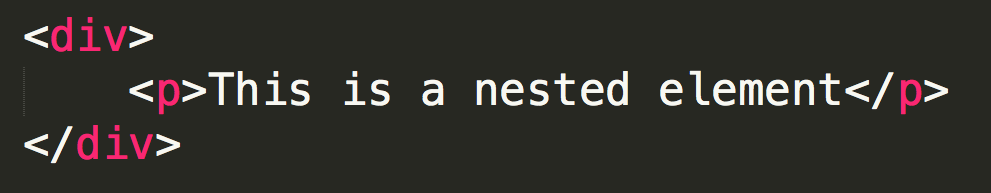 <div>
    <p>This is a nested element</p>
</div>